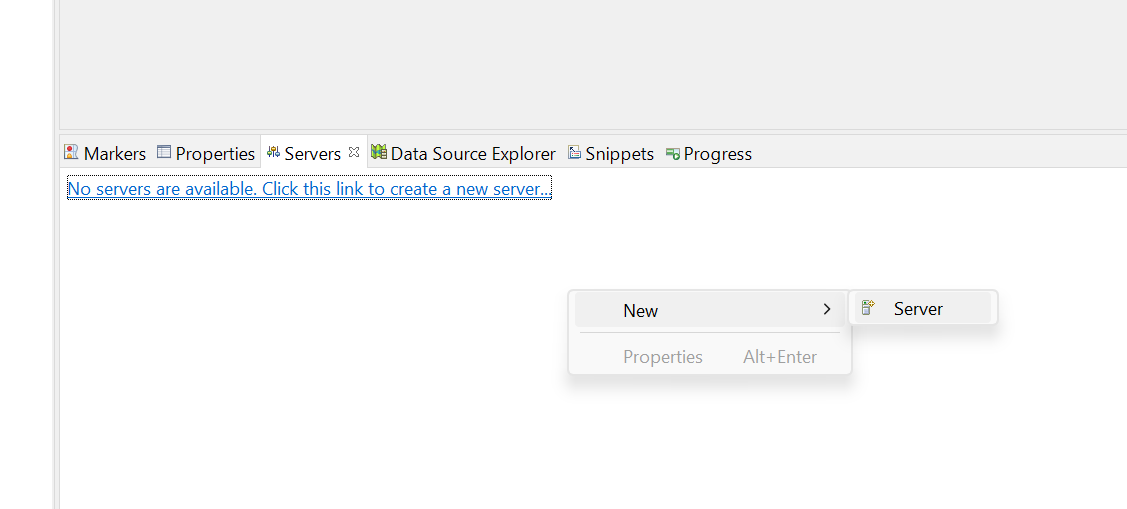 Markers Properties Servers Data Source Explorer Snippets Progress
No servers are available. Click this link to create a new server...
New Server
Properties Alt+Enter